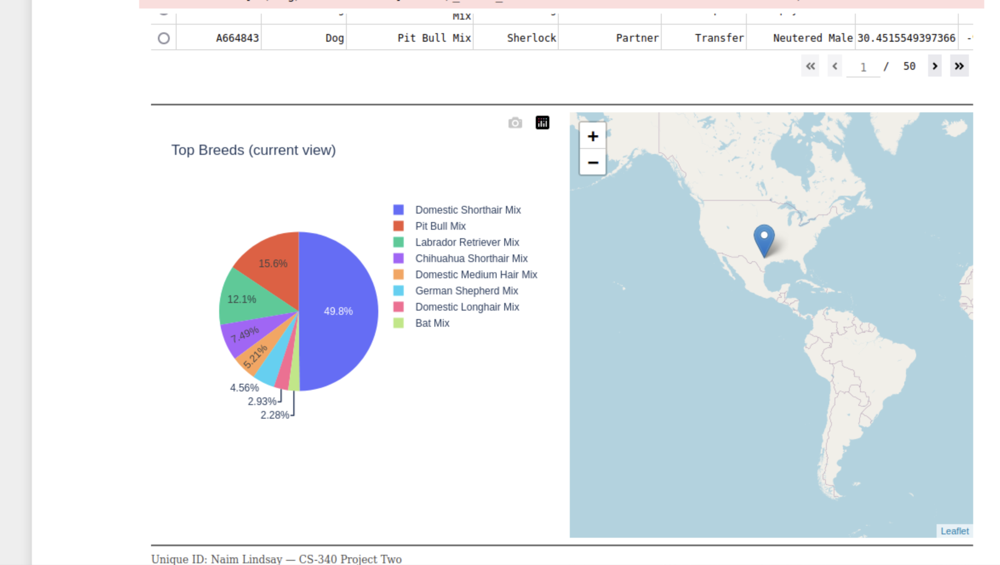 Mix
A664843 Dog Pit Bull Mix Sherlock Partner Transfer Neutered Male 30.4515549397366
« ‹ 1 / 50 › »
Top Breeds (current view)
+
−
Domestic Shorthair Mix
Pit Bull Mix
Labrador Retriever Mix
Chihuahua Shorthair Mix
Domestic Medium Hair Mix
German Shepherd Mix
Domestic Longhair Mix
Bat Mix
15.6%
12.1%
49.8%
7.49%
5.21%
4.56%
2.93%
2.28%
Leaflet
Unique ID: Naim Lindsay — CS-340 Project Two